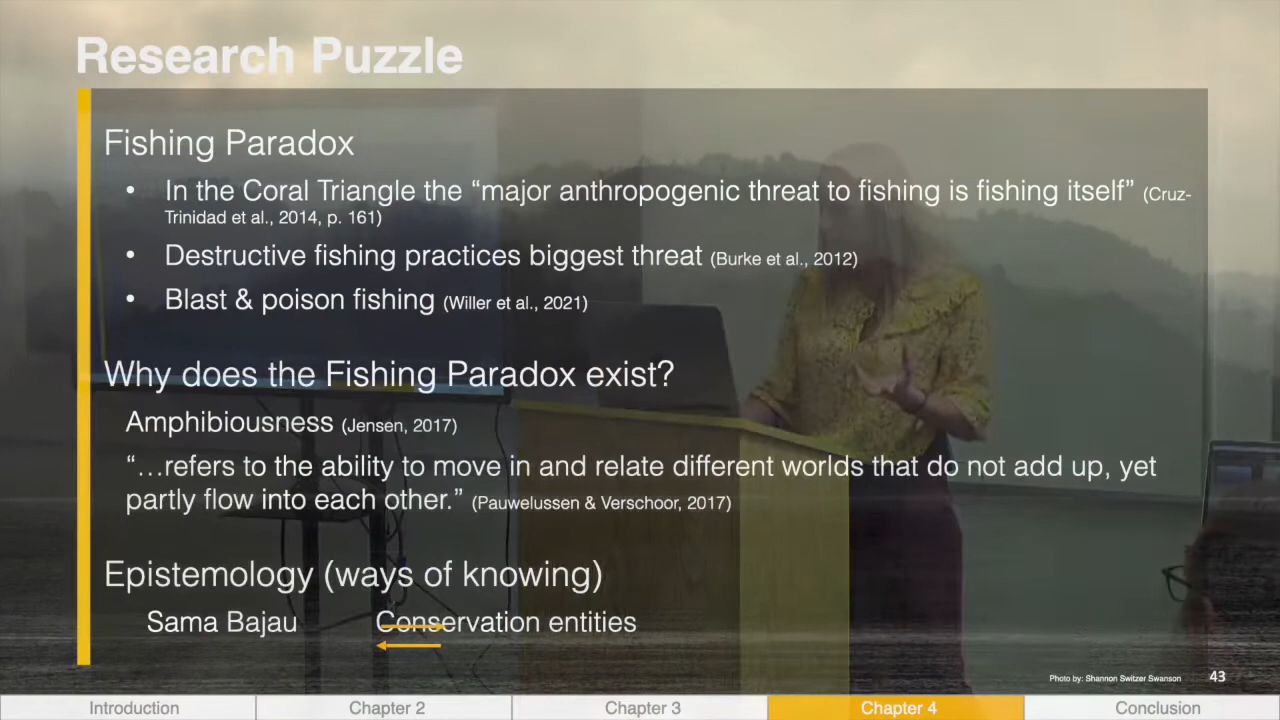 Research Puzzle
Fishing Paradox
• In the Coral Triangle the “major anthropogenic threat to fishing is fishing itself” (Cruz-
Trinidad et al., 2014, p. 161)
• Destructive fishing practices biggest threat (Burke et al., 2012)
• Blast & poison fishing (Willer et al., 2021)
Why does the Fishing Paradox exist?
Amphibiousness (Jensen, 2017)
“…refers to the ability to move in and relate different worlds that do not add up, yet
partly flow into each other.” (Pauwelussen & Verschoor, 2017)
Epistemology (ways of knowing)
Sama Bajau Conservation entities
Photo by: Shannon Switzer Swanson 43
Introduction Chapter 2 Chapter 3 Chapter 4 Conclusion